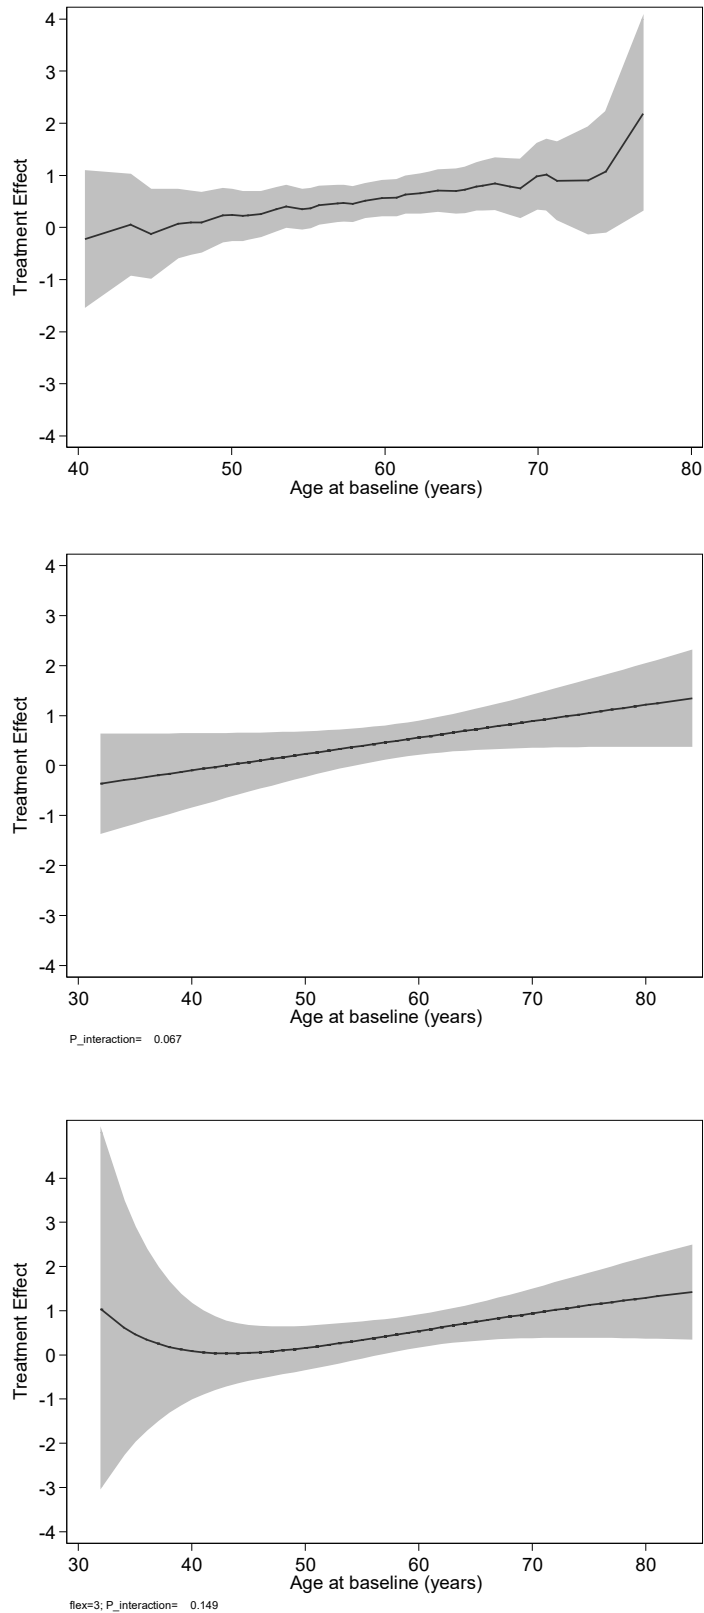 4
3
2
1
0
-1
-2
-3
-4
Treatment Effect
40 50 60 70 80
Age at baseline (years)
4
3
2
1
0
-1
-2
-3
-4
Treatment Effect
30 40 50 60 70 80
Age at baseline (years)
P_interaction= 0.067
4
3
2
1
0
-1
-2
-3
-4
Treatment Effect
30 40 50 60 70 80
Age at baseline (years)
flex=3; P_interaction= 0.149